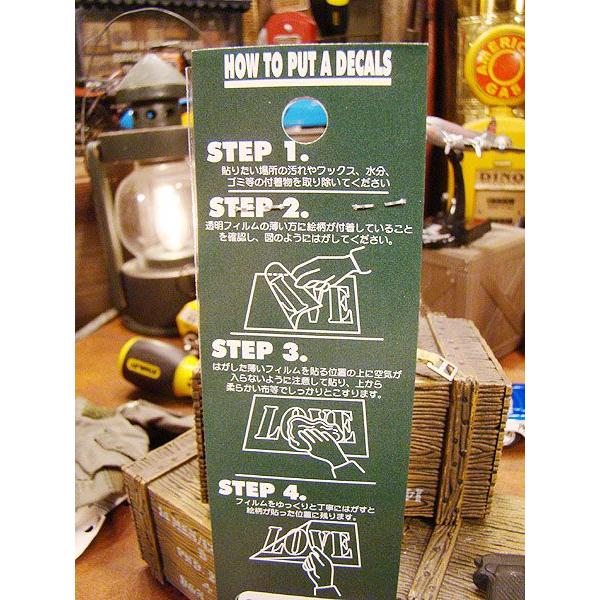 HOW TO PUT A DECALS
STEP 1.
貼りたい場所の汚れやワックス、水分、
ゴミ等の付着物を取り除いてください
STEP 2.
透明フィルムの薄い方に絵柄が付着していること
を確認し、図のようにはがしてください。
LOVE
STEP 3.
はがした薄いフィルムを貼る位置の上に空気が
入らないように注意して貼り、上から
柔らかい布等でしっかりとこすります。
LOVE
STEP 4.
フィルムをゆっくりと丁寧にはがすと
絵柄が貼った位置に残ります。
LOVE
AMERICAN
GAS
DINO